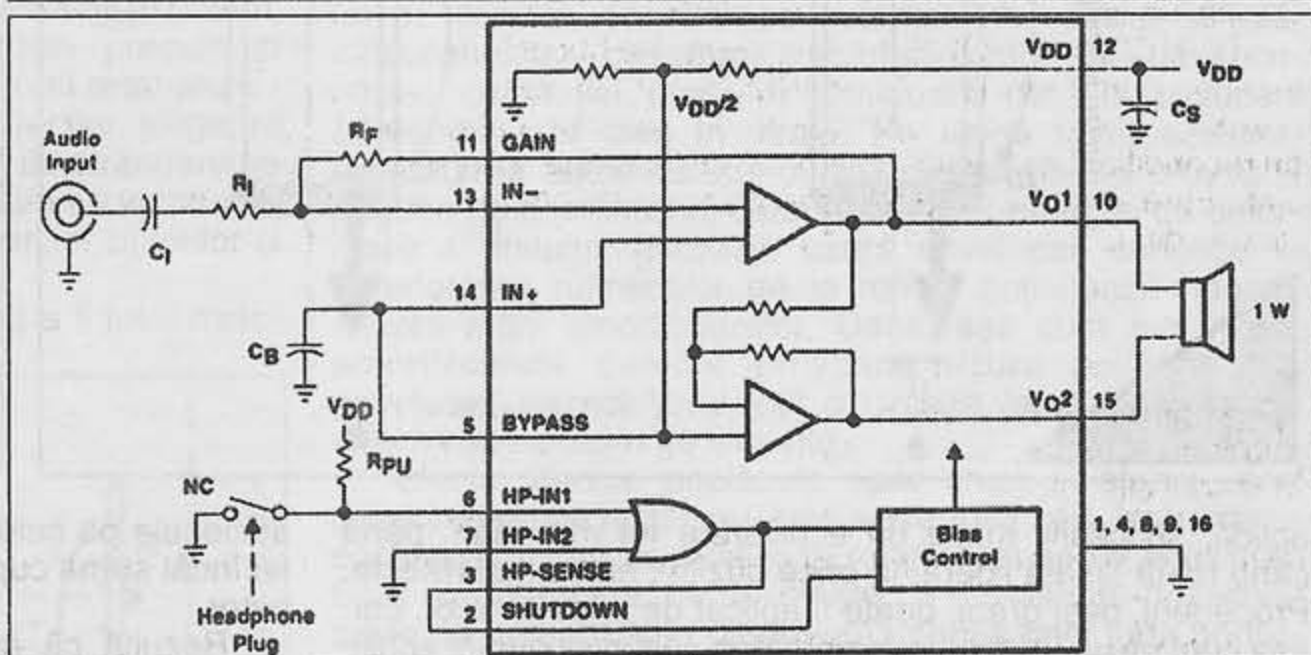 VDD 12
VDD
CS
VDD/2
Audio
Input
RF
11 GAIN
RI
CI
13 IN−
VO1 10
14 IN+
1 W
CB
VDD
RPU
5 BYPASS
VO2 15
NC
6 HP-IN1
7 HP-IN2
3 HP-SENSE
2 SHUTDOWN
Bias
Control
1, 4, 8, 9, 16
Headphone
Plug